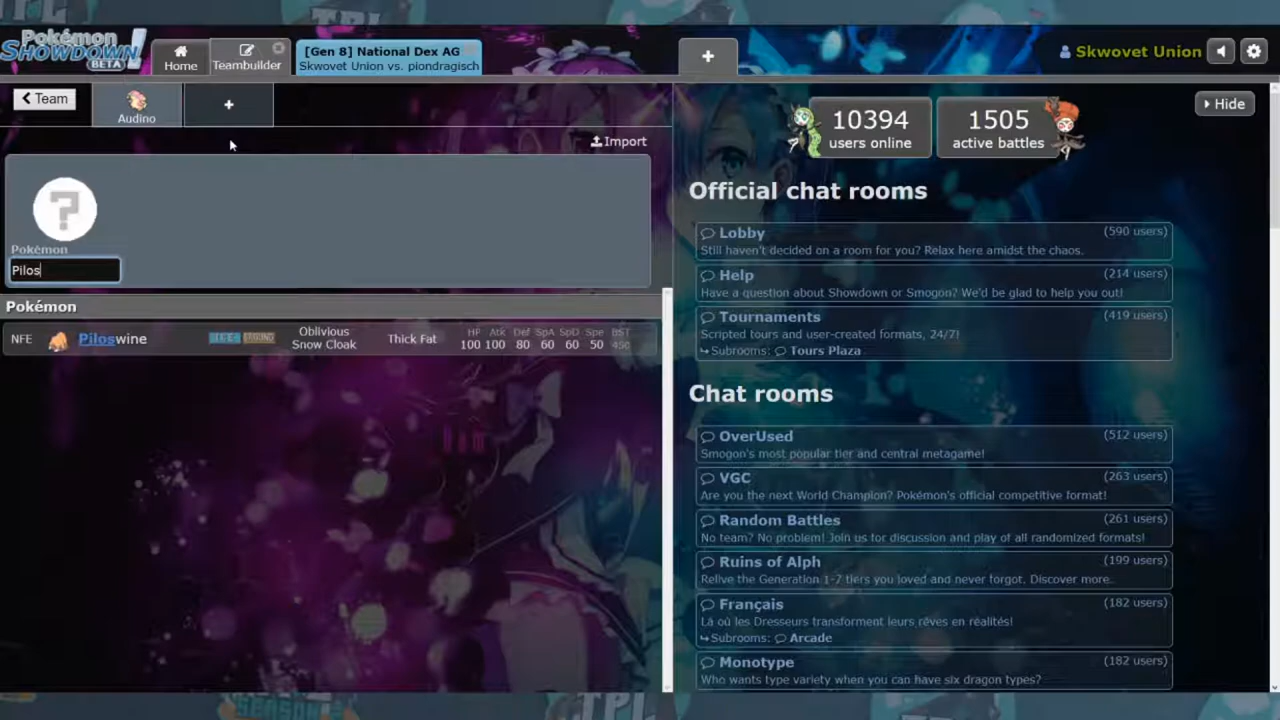 TPL
TPL
Pokémon
SHOWDOWN!
BETA
Home
Teambuilder
[Gen 8] National Dex AG
Skwovet Union vs. piondragisch
+
Skwovet Union
Team
Audino
+
Import
Pokémon
Pilos
Pokémon
NFE
Piloswine
ICE
GROUND
Oblivious
Snow Cloak
Thick Fat
HP Atk Def SpA SpD Spe BST
100 100 80 60 60 50 450
Hide
10394
users online
1505
active battles
Official chat rooms
Lobby (590 users)
Still haven't decided on a room for you? Relax here amidst the chaos.
Help (214 users)
Have a question about Showdown or Smogon? We'd be glad to help you out!
Tournaments (419 users)
Scripted tours and user-created formats, 24/7!
Subrooms: Tours Plaza
Chat rooms
OverUsed (512 users)
Smogon's most popular tier and central metagame!
VGC (263 users)
Are you the next World Champion? Pokémon's official competitive format!
Random Battles (261 users)
No team? No problem! Join us for discussion and play of all randomized formats!
Ruins of Alph (199 users)
Relive the Generation 1-7 tiers you loved and never forgot. Discover more.
Français (182 users)
Là où les Dresseurs transforment leurs rêves en réalités!
Subrooms: Arcade
Monotype (182 users)
Who wants type variety when you can have six dragon types?
SEASON
TPL